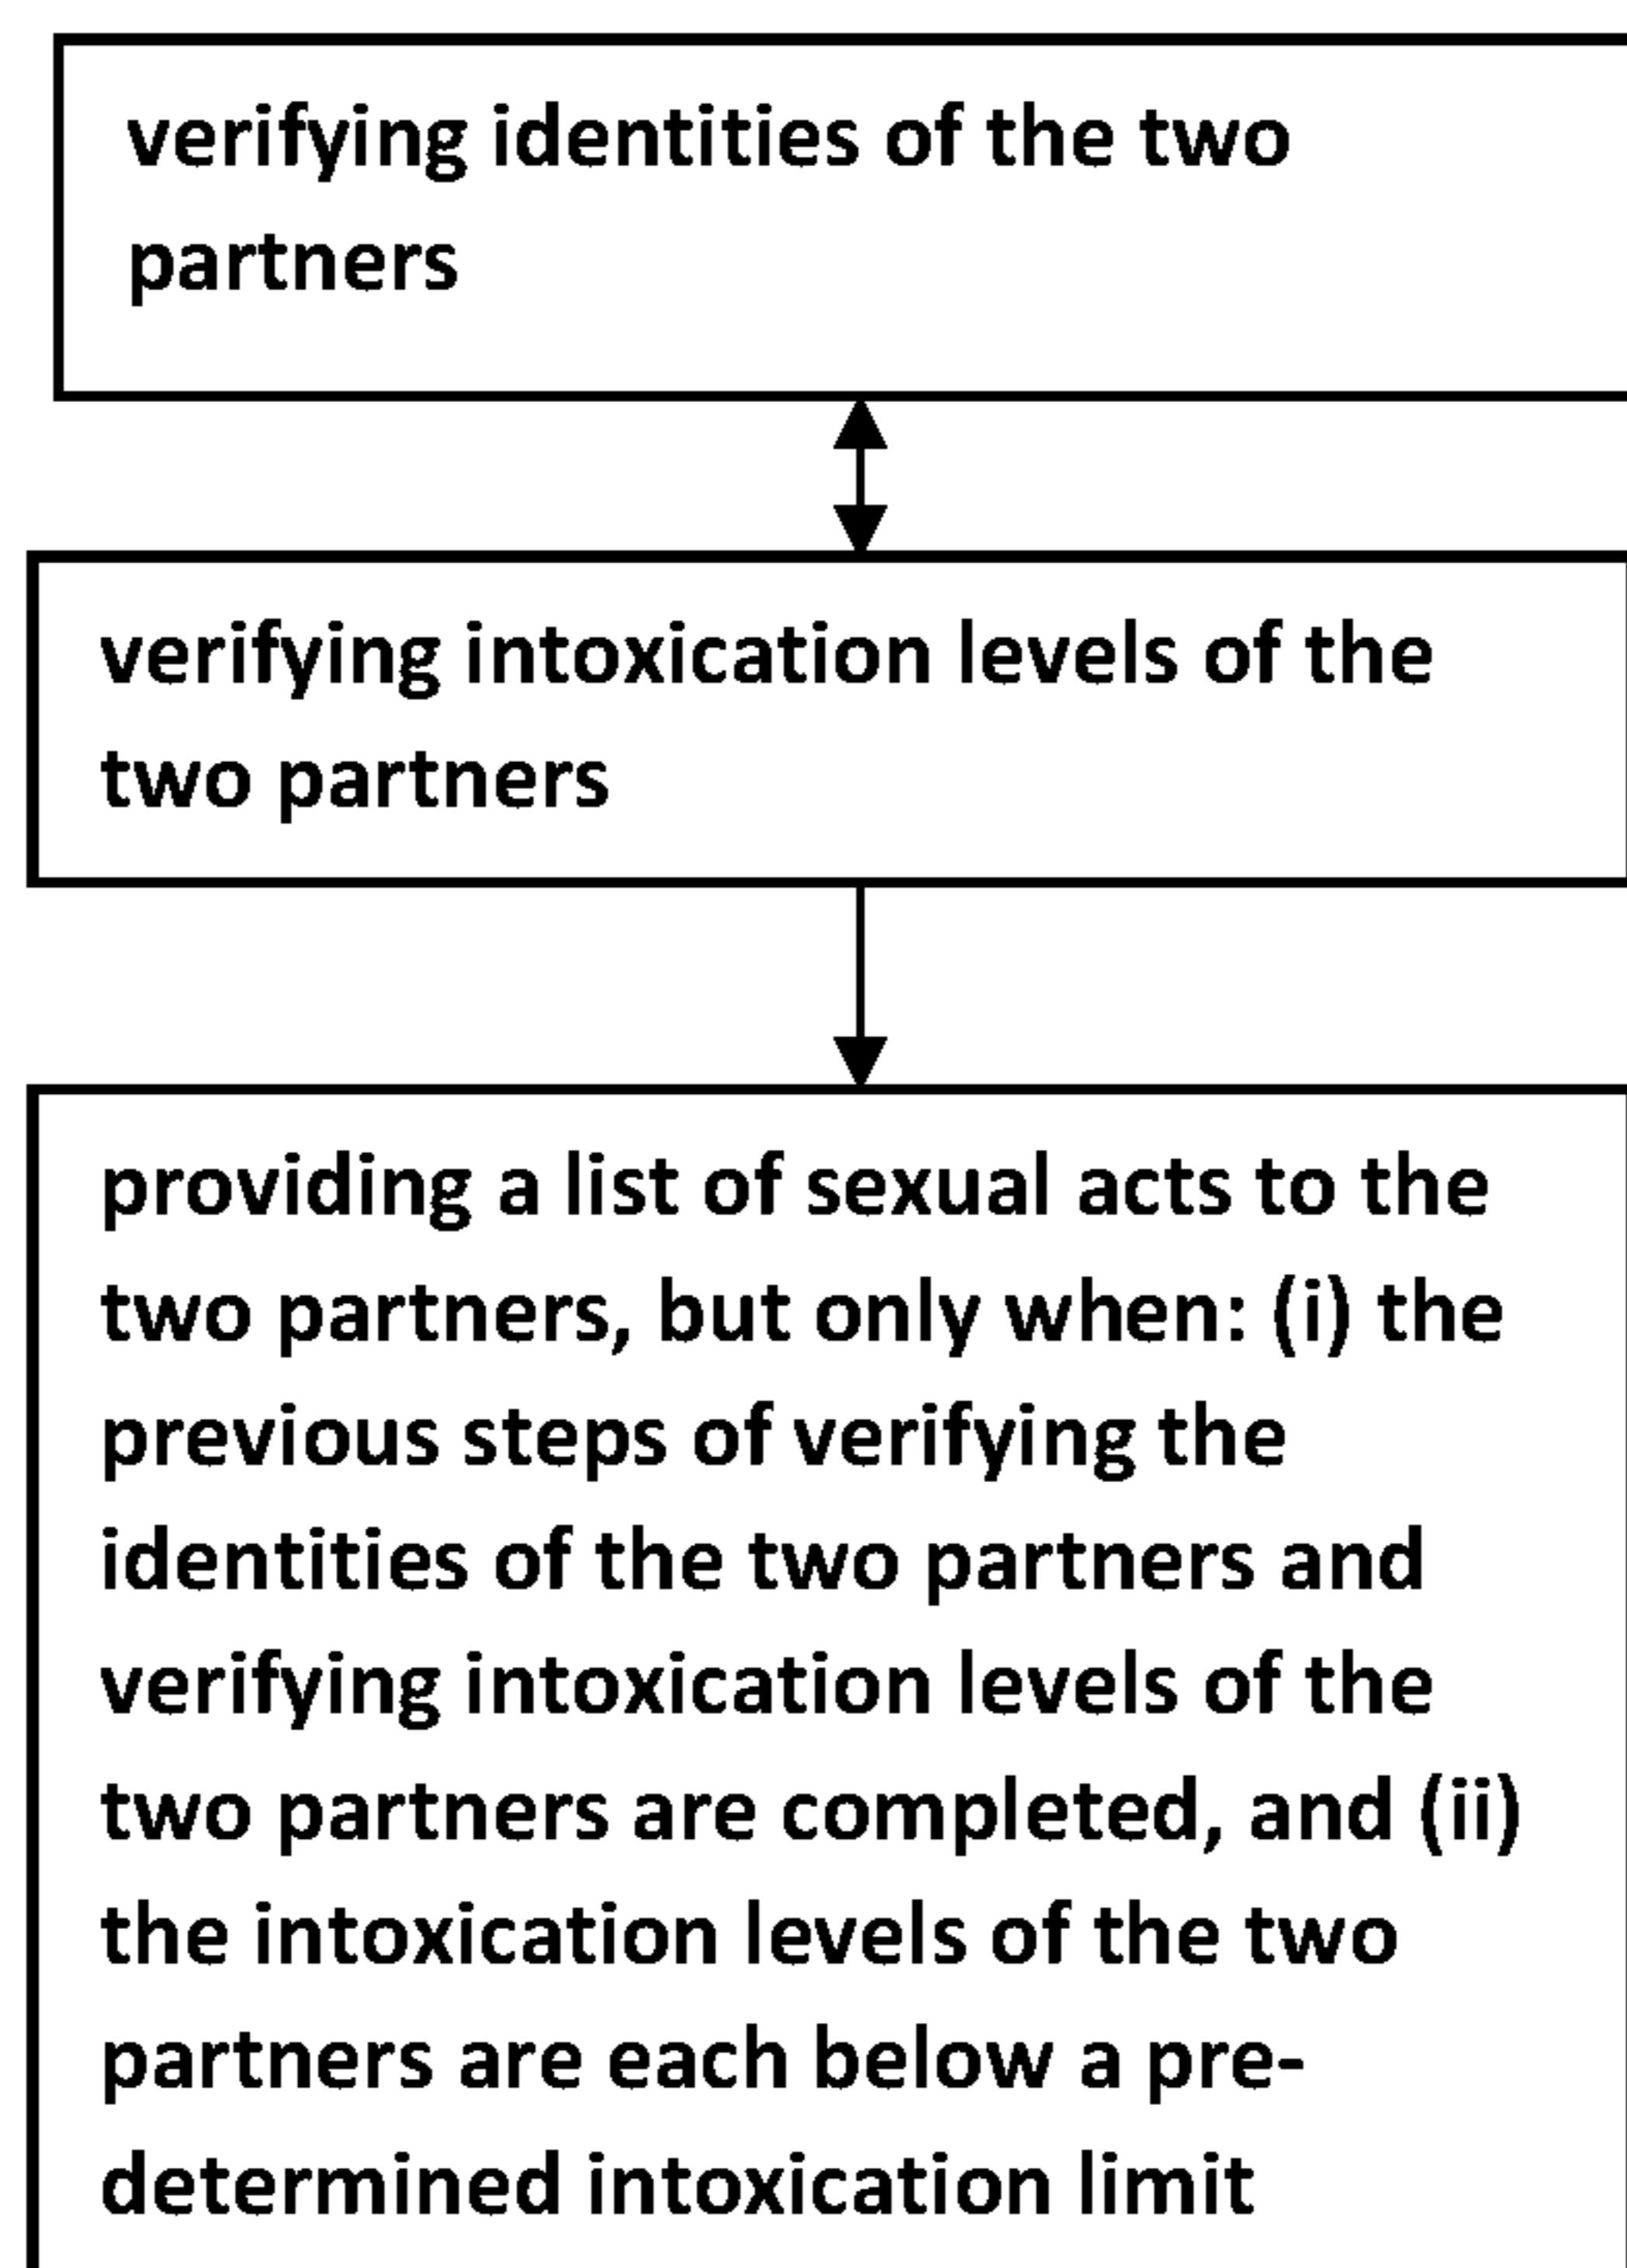 verifying identities of the two
partners
verifying intoxication levels of the
two partners
providing a list of sexual acts to the
two partners, but only when: (i) the
previous steps of verifying the
identities of the two partners and
verifying intoxication levels of the
two partners are completed, and (ii)
the intoxication levels of the two
partners are each below a pre-
determined intoxication limit